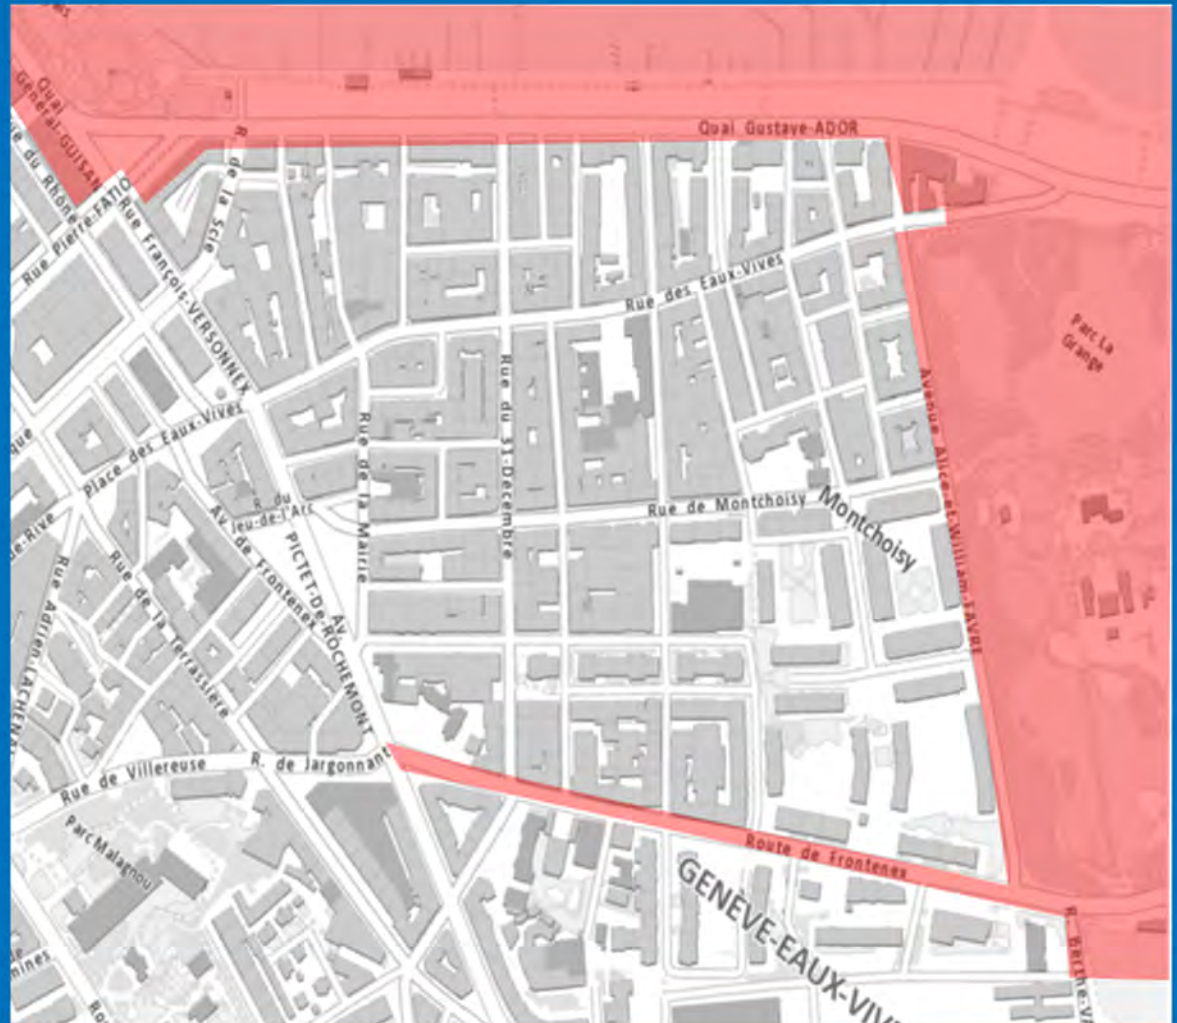 Quai
Général-GUISAN
Quai Gustave-ADOR
R. de la Scie
Rue du Rhône
Rue Pierre-FATIO
Rue François-VERSONNEX
Rue des Eaux-Vives
Parc La
Grange
Avenue Alice-et-William-FAVRE
Place des Eaux-Vives
Rue de la Mairie
Rue du 31-Décembre
Rue de Montchoisy
Montchoisy
R. du
Jeu-de-l'Arc
Av. de Frontenex
Av.
PICTET-De-ROCHEMONT
Rue de la Terrassière
Rue Adrien-LACHENAL
Rue de Villereuse
R. de Jargonnant
Route de Frontenex
Parc Malagnou
GENÈVE-EAUX-VIV
R. Berthe-V